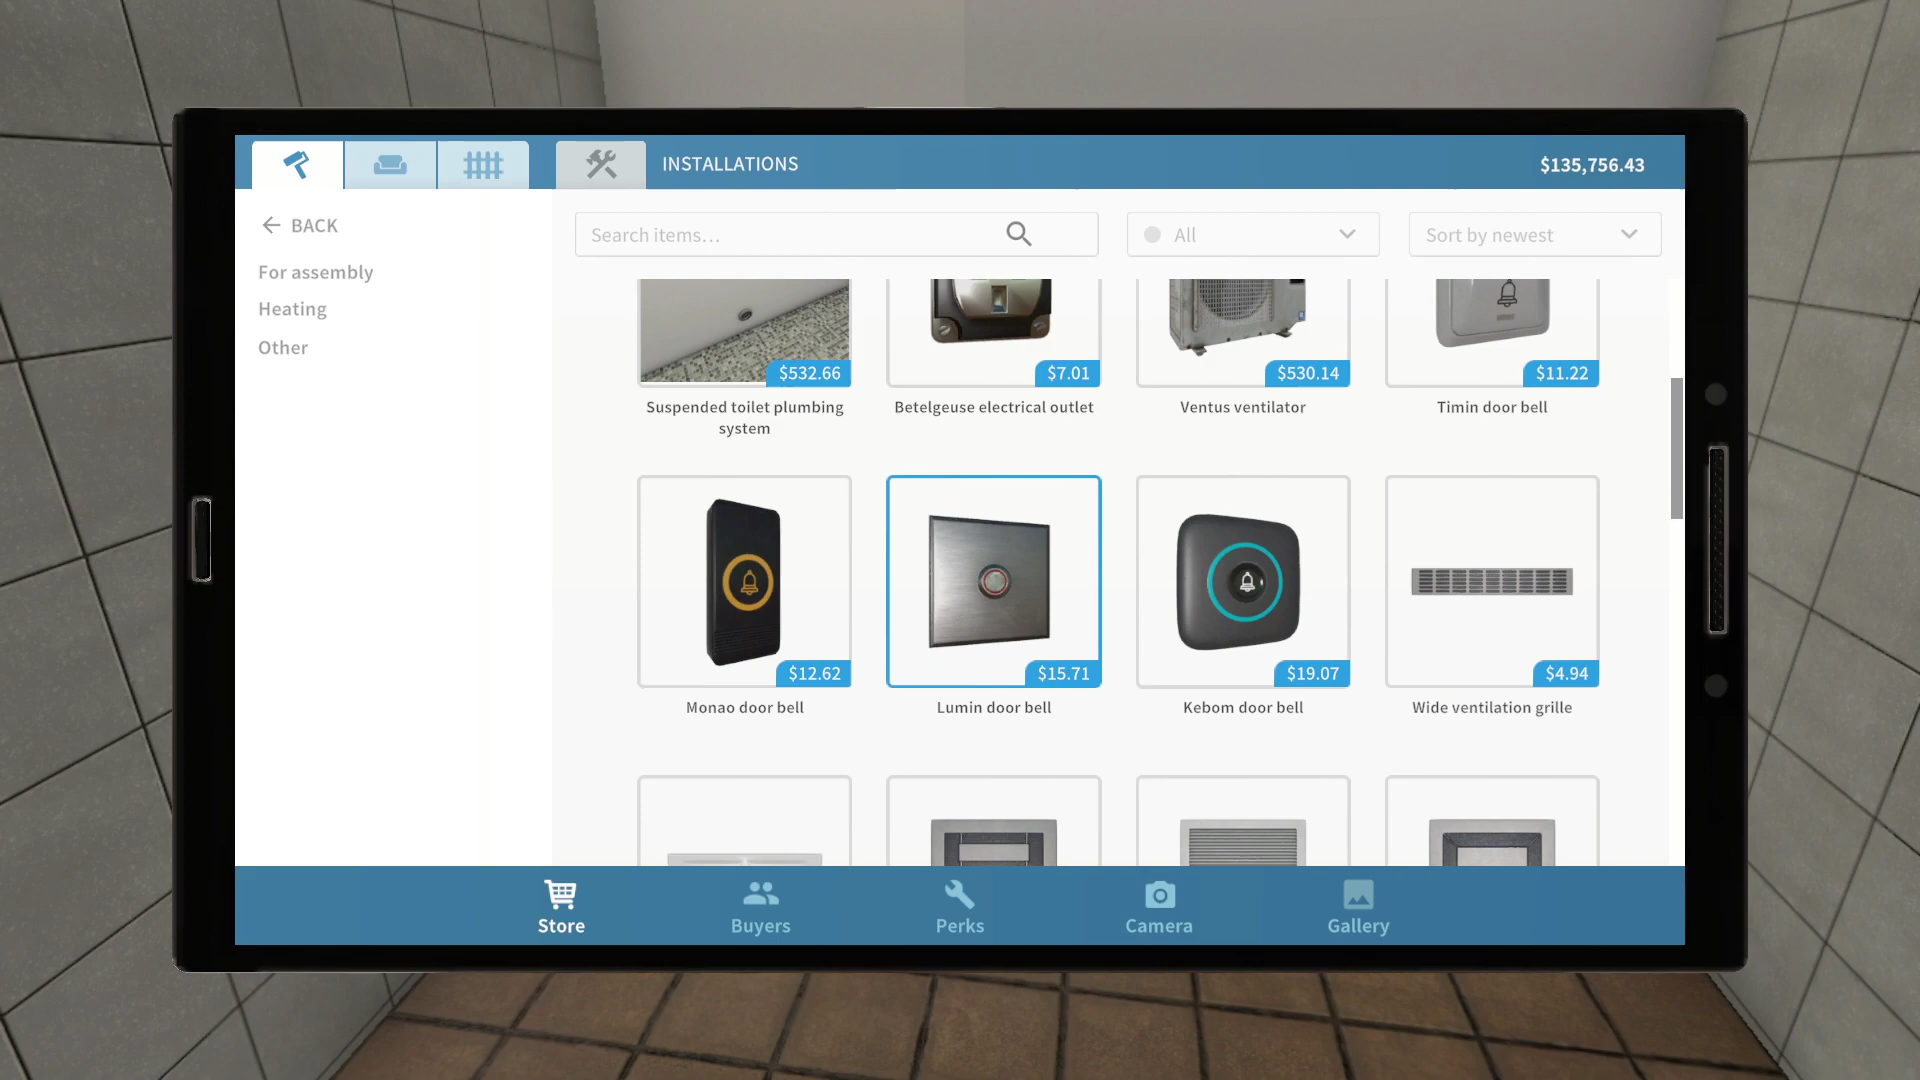 INSTALLATIONS
$135,756.43
BACK
For assembly
Heating
Other
Search items...
All
Sort by newest
$532.66
$7.01
$530.14
$11.22
Suspended toilet plumbing
system
Betelgeuse electrical outlet
Ventus ventilator
Timin door bell
$12.62
$15.71
$19.07
$4.94
Monao door bell
Lumin door bell
Kebom door bell
Wide ventilation grille
Store
Buyers
Perks
Camera
Gallery